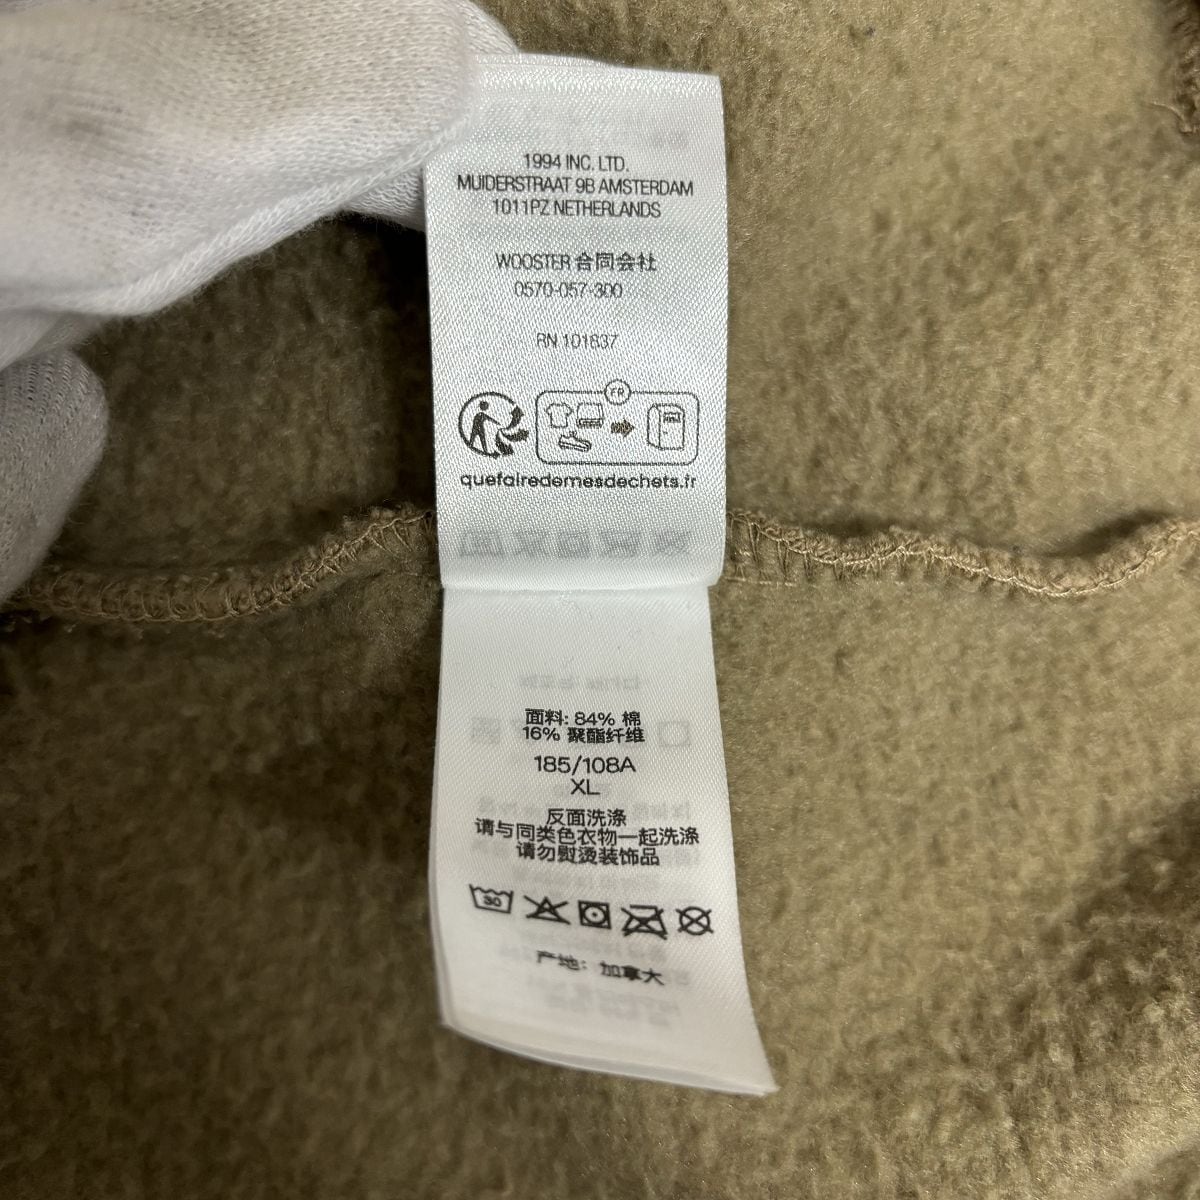 1994 INC. LTD.
MUIDERSTRAAT 9B AMSTERDAM
1011PZ NETHERLANDS
WOOSTER 合同会社
0570-057-300
RN 101837
FR
quefairedemesdechets.fr
面料: 84% 棉
16% 聚酯纤维
185/108A
XL
反面洗涤
请与同类色衣物一起洗涤
请勿熨烫装饰品
30
产地: 加拿大